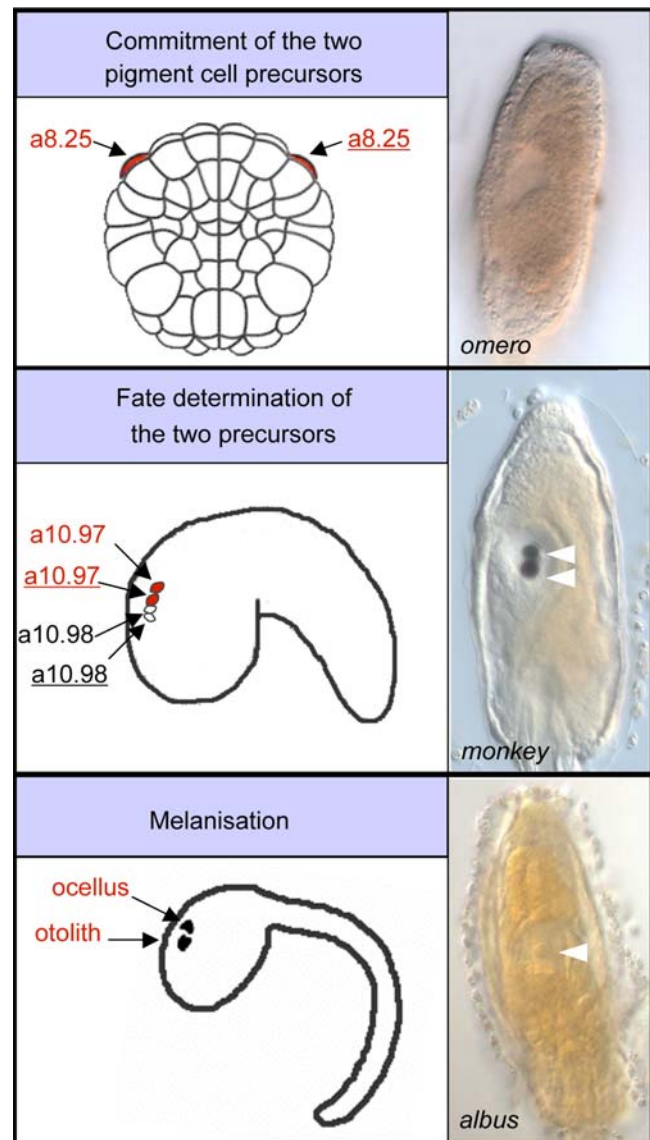 Commitment of the two
pigment cell precursors
a8.25
a8.25
omero
Fate determination of
the two precursors
a10.97
a10.97
a10.98
a10.98
monkey
Melanisation
ocellus
otolith
albus